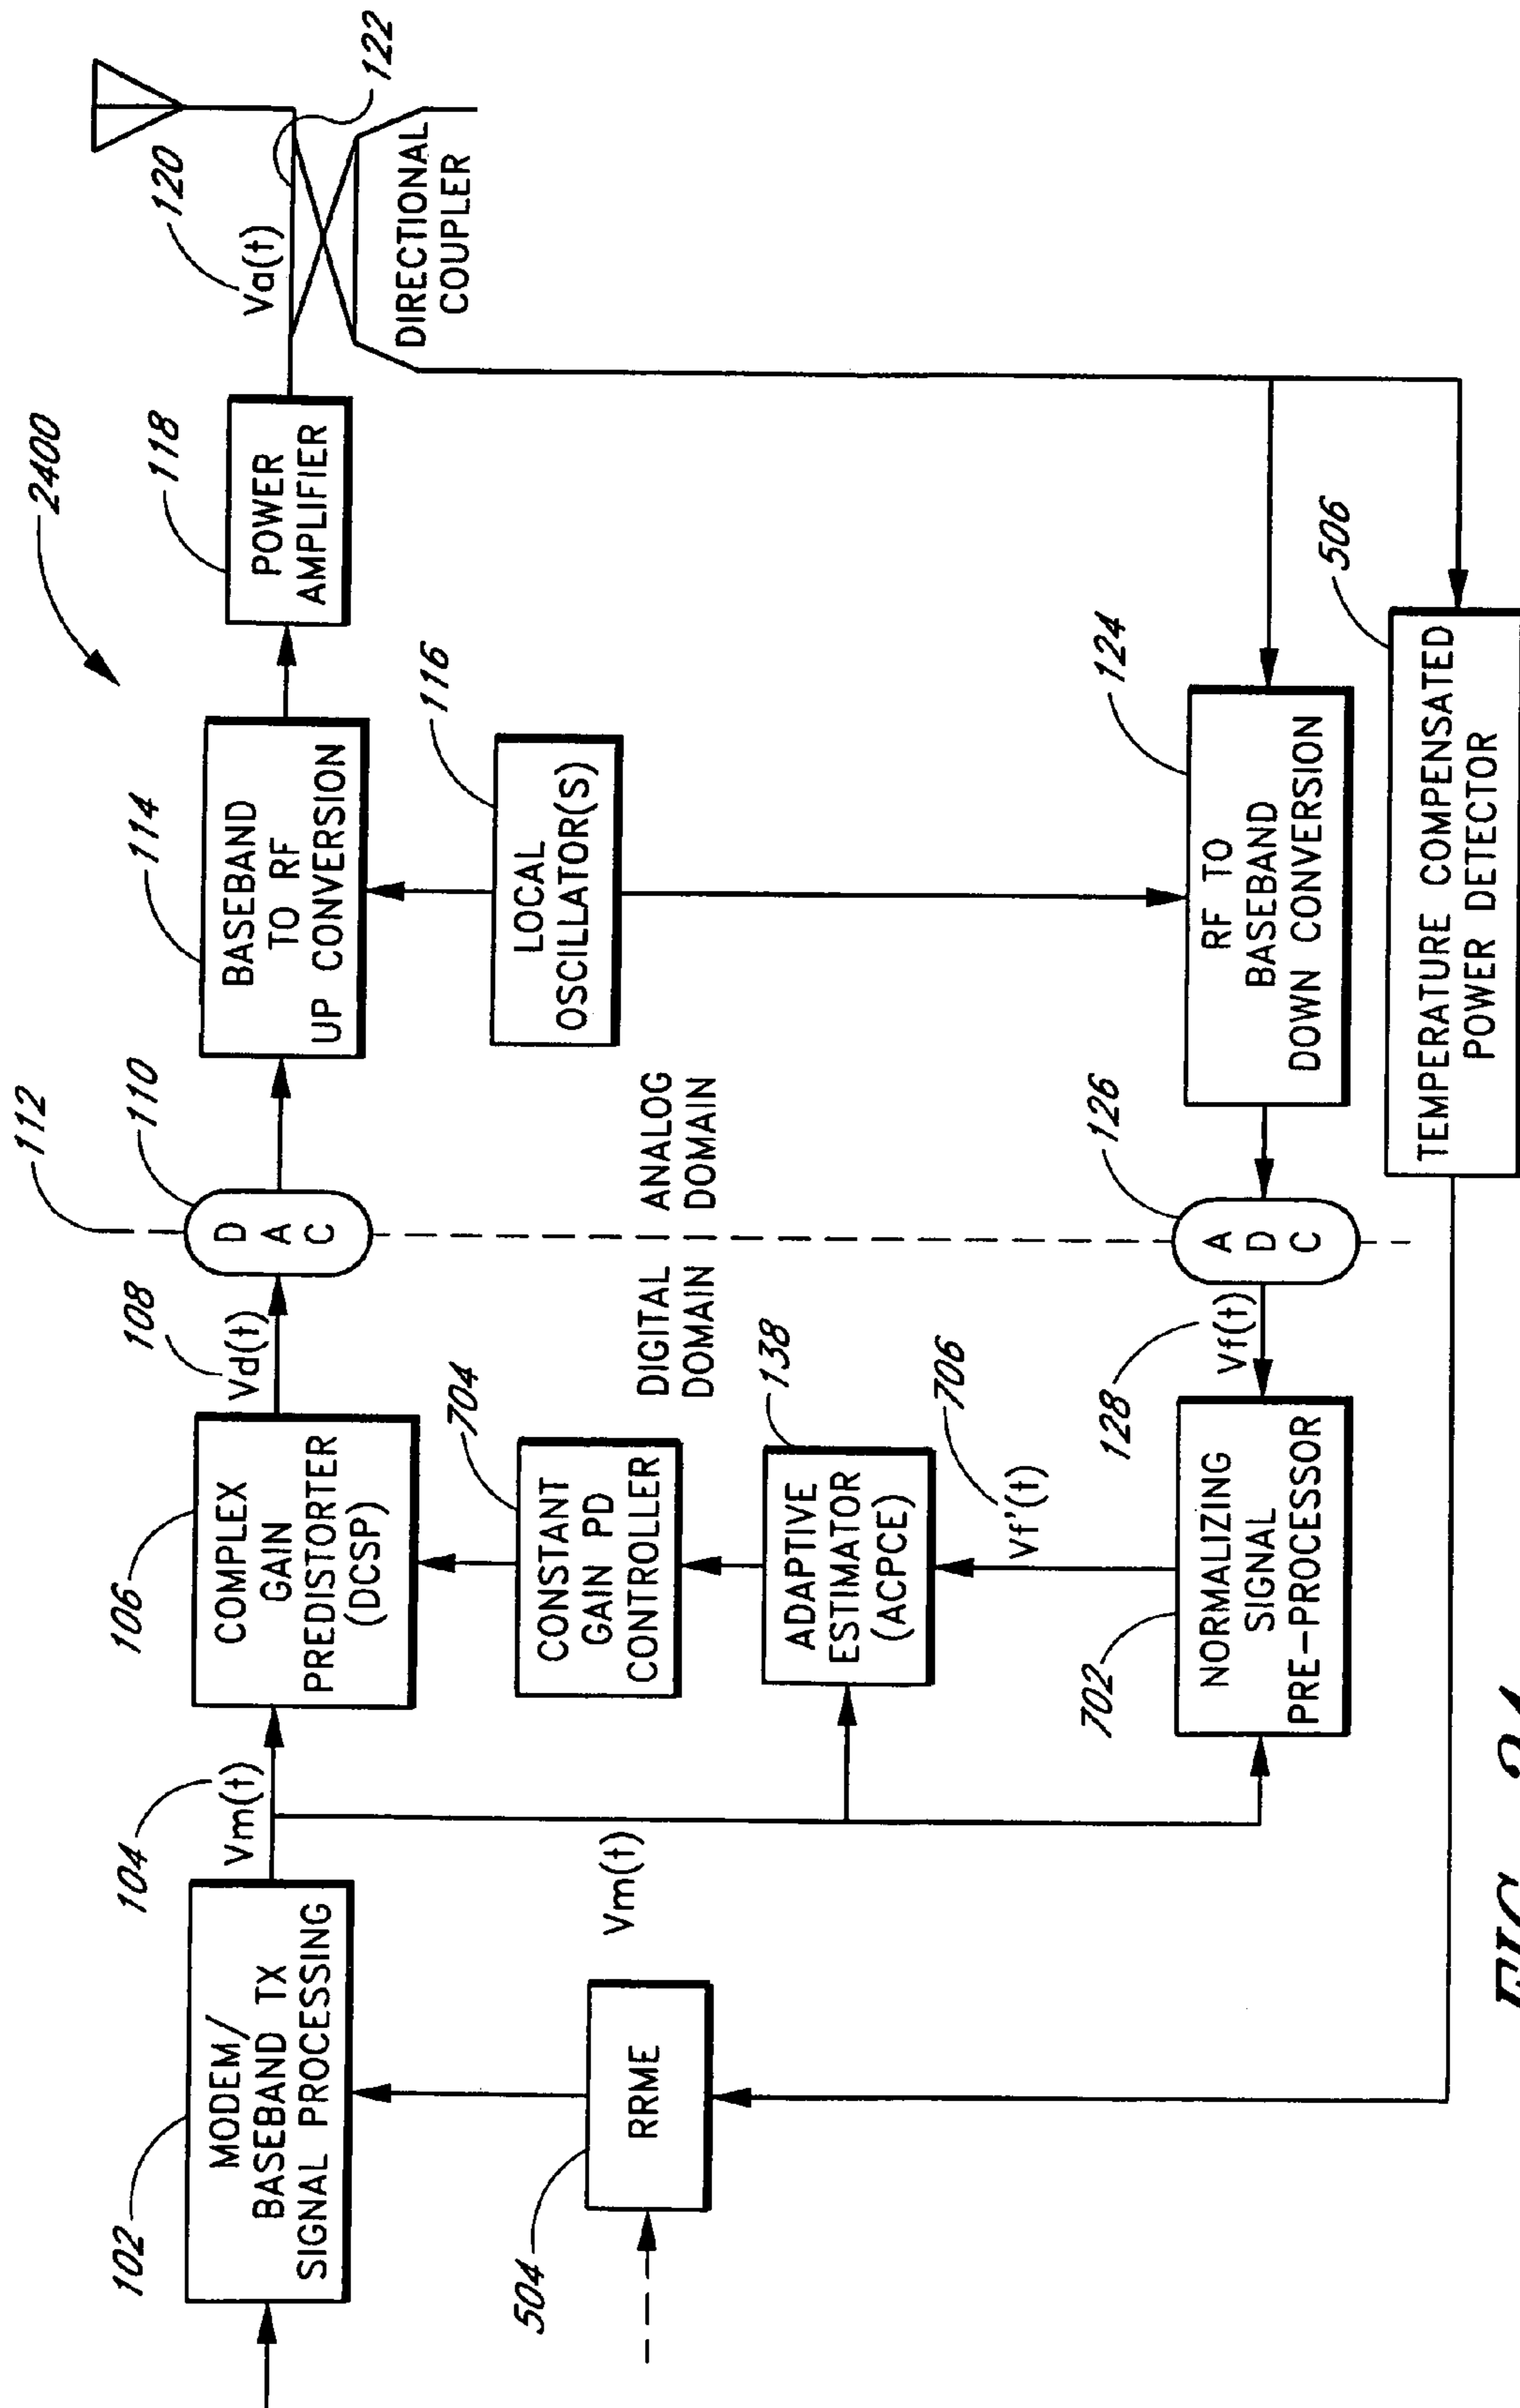 2400
112
102
MODEM/
BASEBAND TX
SIGNAL PROCESSING
104
Vm(t)
106
COMPLEX
GAIN
PREDISTORTER
(DCSP)
108
Vd(t)
110
D
A
C
114
BASEBAND
TO RF
UP CONVERSION
118
POWER
AMPLIFIER
120
Va(t)
122
DIRECTIONAL
COUPLER
504
RRME
Vm(t)
704
CONSTANT
GAIN PD
CONTROLLER
116
LOCAL
OSCILLATOR(S)
DIGITAL
DOMAIN
ANALOG
DOMAIN
138
ADAPTIVE
ESTIMATOR
(ACPCE)
706
Vf'(t)
702
NORMALIZING
SIGNAL
PRE-PROCESSOR
128
Vf(t)
126
A
D
C
124
RF TO
BASEBAND
DOWN CONVERSION
506
TEMPERATURE COMPENSATED
POWER DETECTOR